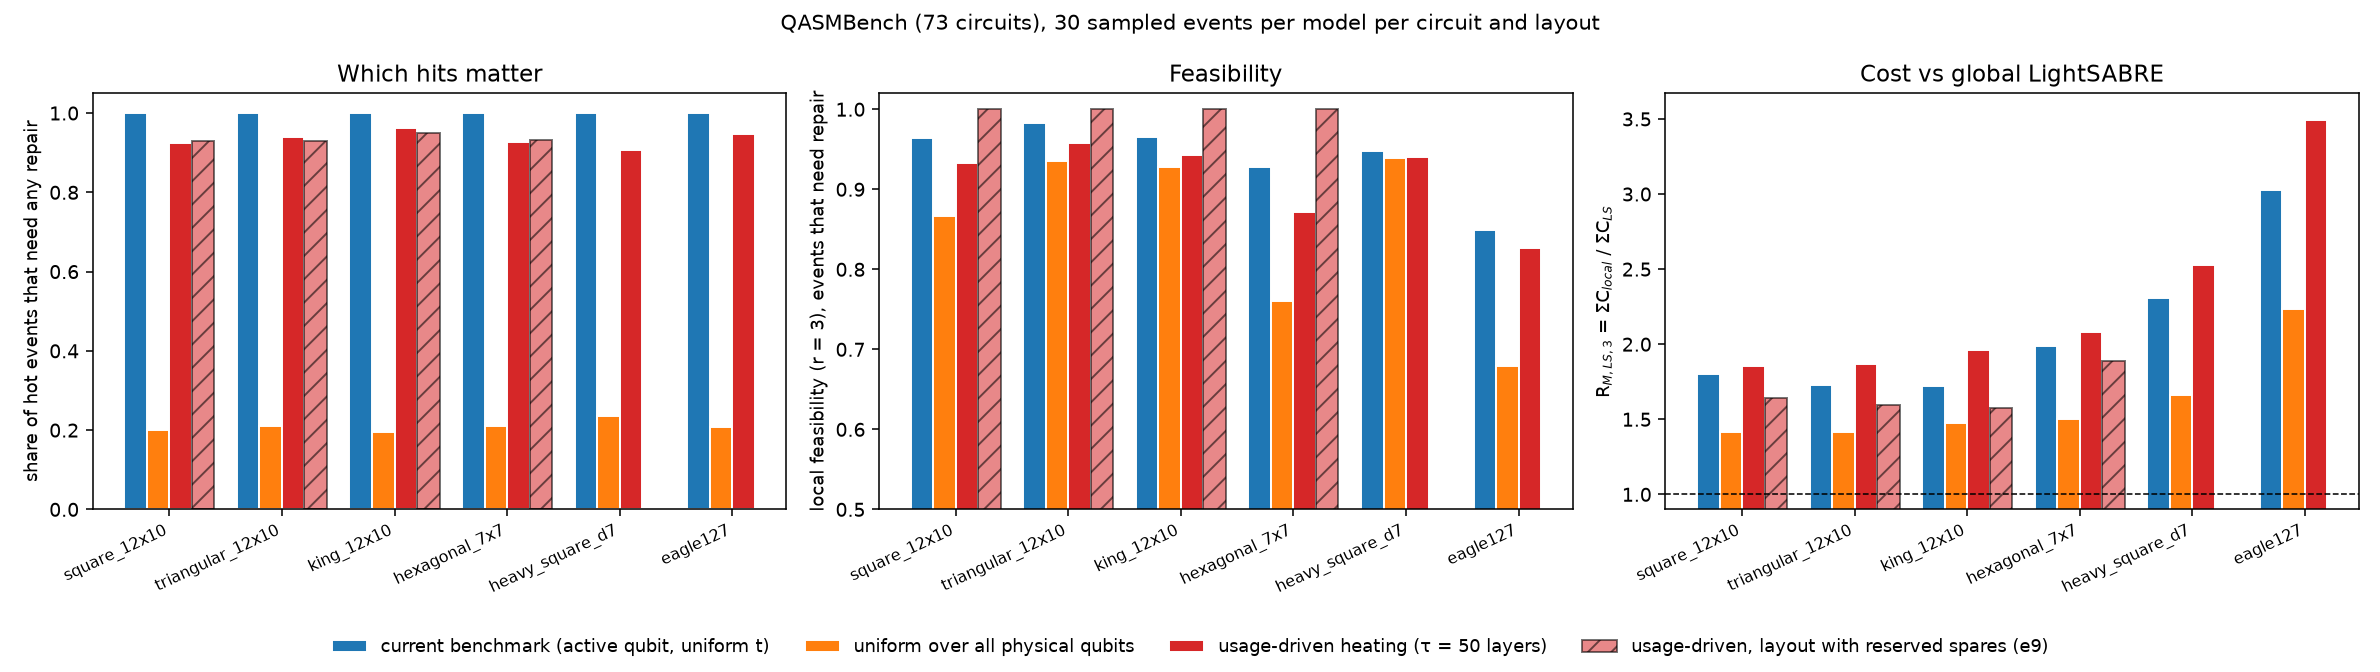 QASMBench (73 circuits), 30 sampled events per model per circuit and layout
Which hits matter
share of hot events that need any repair
1.0
0.8
0.6
0.4
0.2
0.0
square_12x10
triangular_12x10
king_12x10
hexagonal_7x7
heavy_square_d7
eagle127
Feasibility
local feasibility (r = 3), events that need repair
1.0
0.9
0.8
0.7
0.6
0.5
square_12x10
triangular_12x10
king_12x10
hexagonal_7x7
heavy_square_d7
eagle127
Cost vs global LightSABRE
R_{M,LS,3} = ΣC_{local} / ΣC_{LS}
3.5
3.0
2.5
2.0
1.5
1.0
square_12x10
triangular_12x10
king_12x10
hexagonal_7x7
heavy_square_d7
eagle127
current benchmark (active qubit, uniform t)
uniform over all physical qubits
usage-driven heating (τ = 50 layers)
usage-driven, layout with reserved spares (e9)